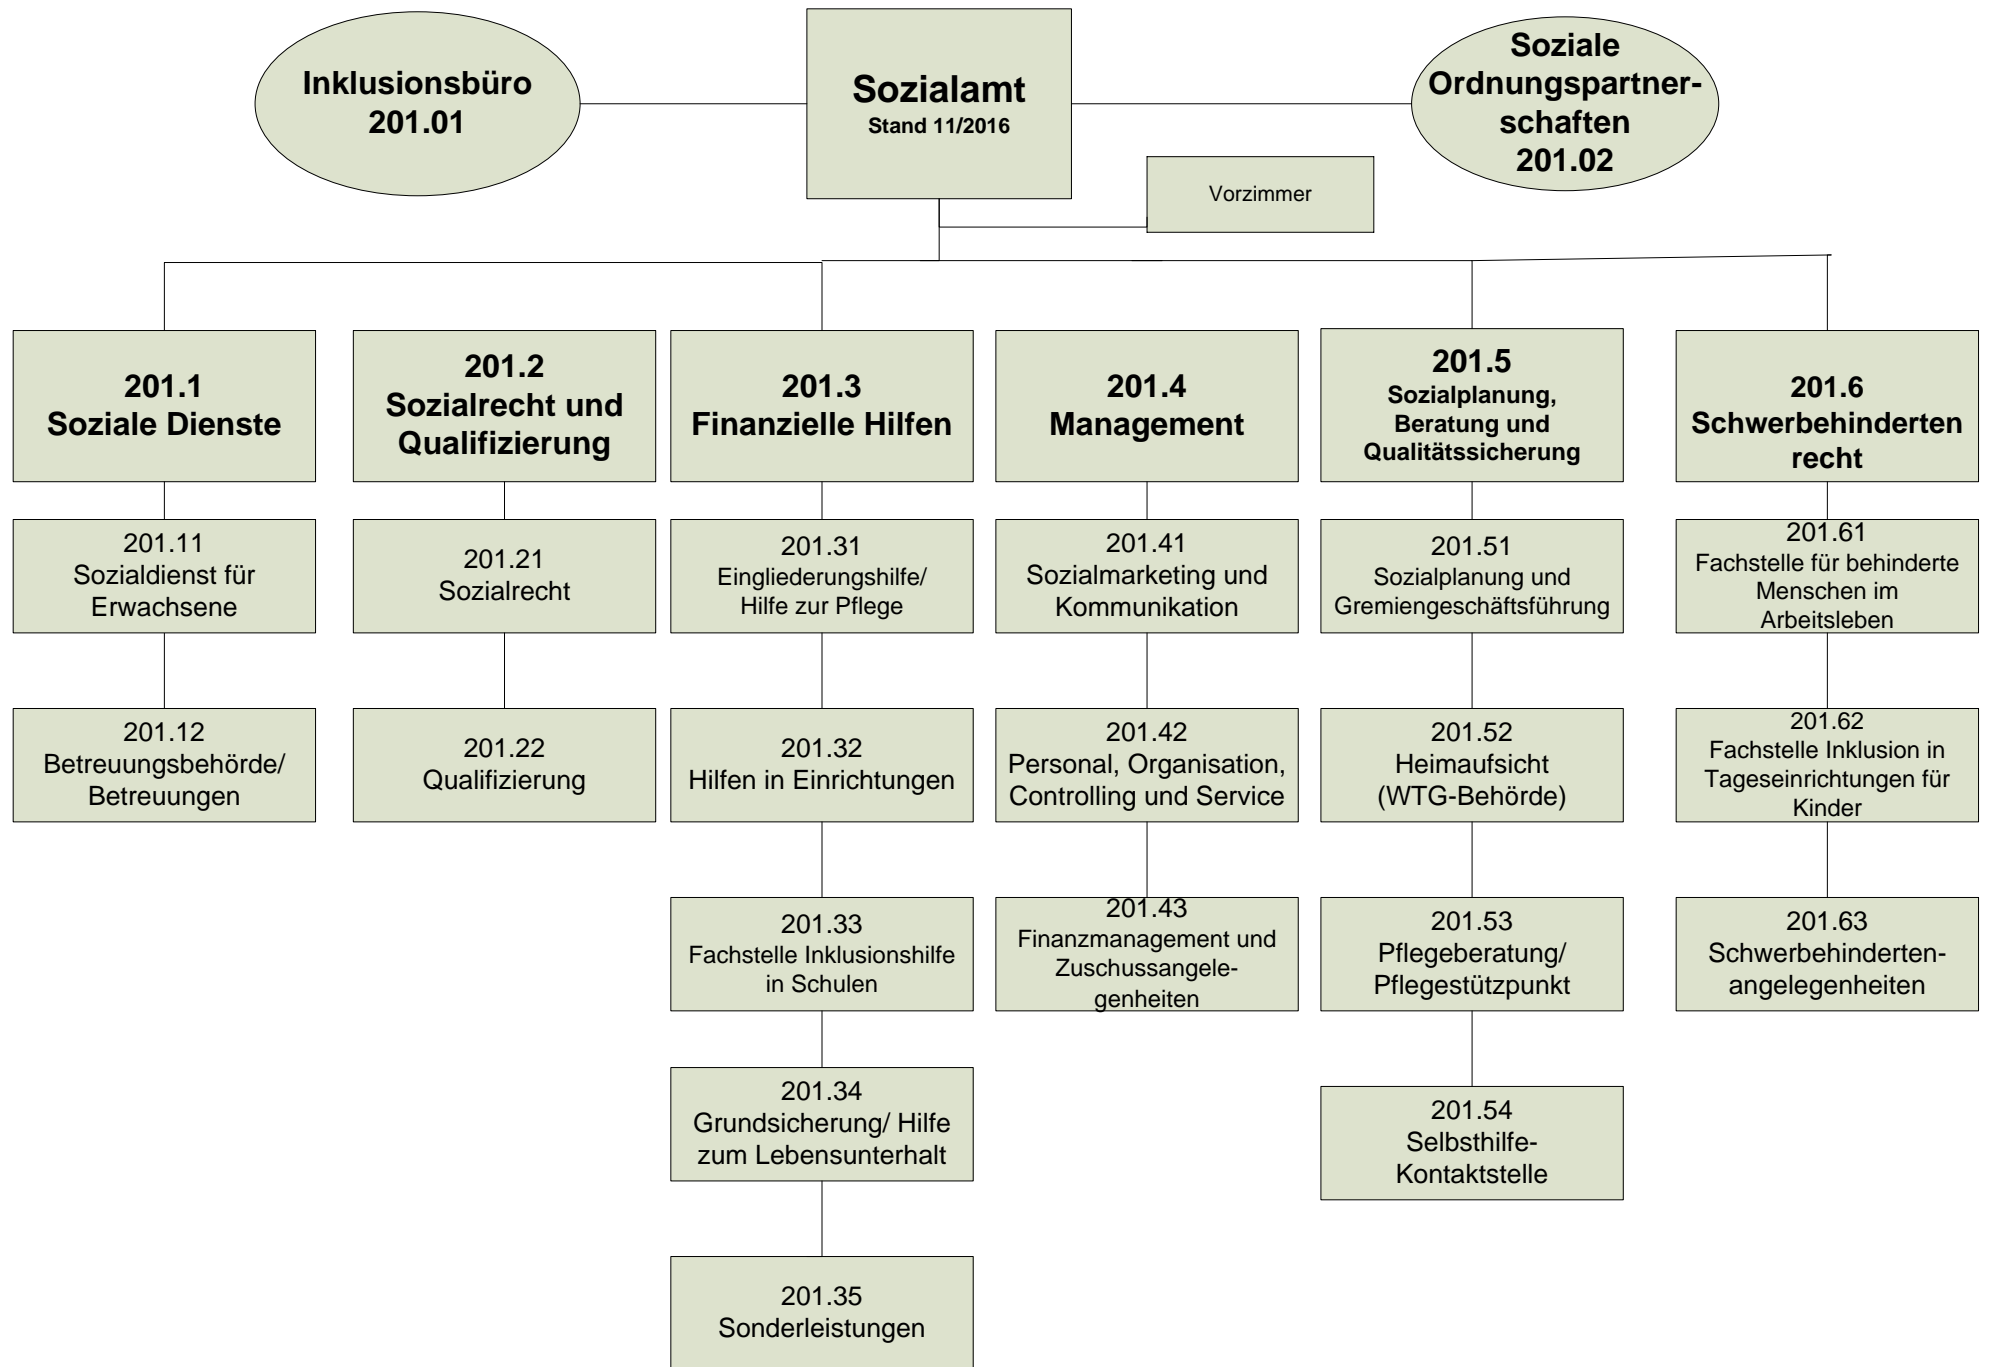 Inklusionsbüro
201.01
Sozialamt
Stand 11/2016
Soziale
Ordnungspartner-
schaften
201.02
Vorzimmer
201.1
Soziale Dienste
201.2
Sozialrecht und
Qualifizierung
201.3
Finanzielle Hilfen
201.4
Management
201.5
Sozialplanung,
Beratung und
Qualitätssicherung
201.6
Schwerbehinderten
recht
201.11
Sozialdienst für
Erwachsene
201.21
Sozialrecht
201.31
Eingliederungshilfe/
Hilfe zur Pflege
201.41
Sozialmarketing und
Kommunikation
201.51
Sozialplanung und
Gremiengeschäftsführung
201.61
Fachstelle für behinderte
Menschen im
Arbeitsleben
201.12
Betreuungsbehörde/
Betreuungen
201.22
Qualifizierung
201.32
Hilfen in Einrichtungen
201.42
Personal, Organisation,
Controlling und Service
201.52
Heimaufsicht
(WTG-Behörde)
201.62
Fachstelle Inklusion in
Tageseinrichtungen für
Kinder
201.33
Fachstelle Inklusionshilfe
in Schulen
201.43
Finanzmanagement und
Zuschussangele-
genheiten
201.53
Pflegeberatung/
Pflegestützpunkt
201.63
Schwerbehinderten-
angelegenheiten
201.34
Grundsicherung/ Hilfe
zum Lebensunterhalt
201.54
Selbsthilfe-
Kontaktstelle
201.35
Sonderleistungen